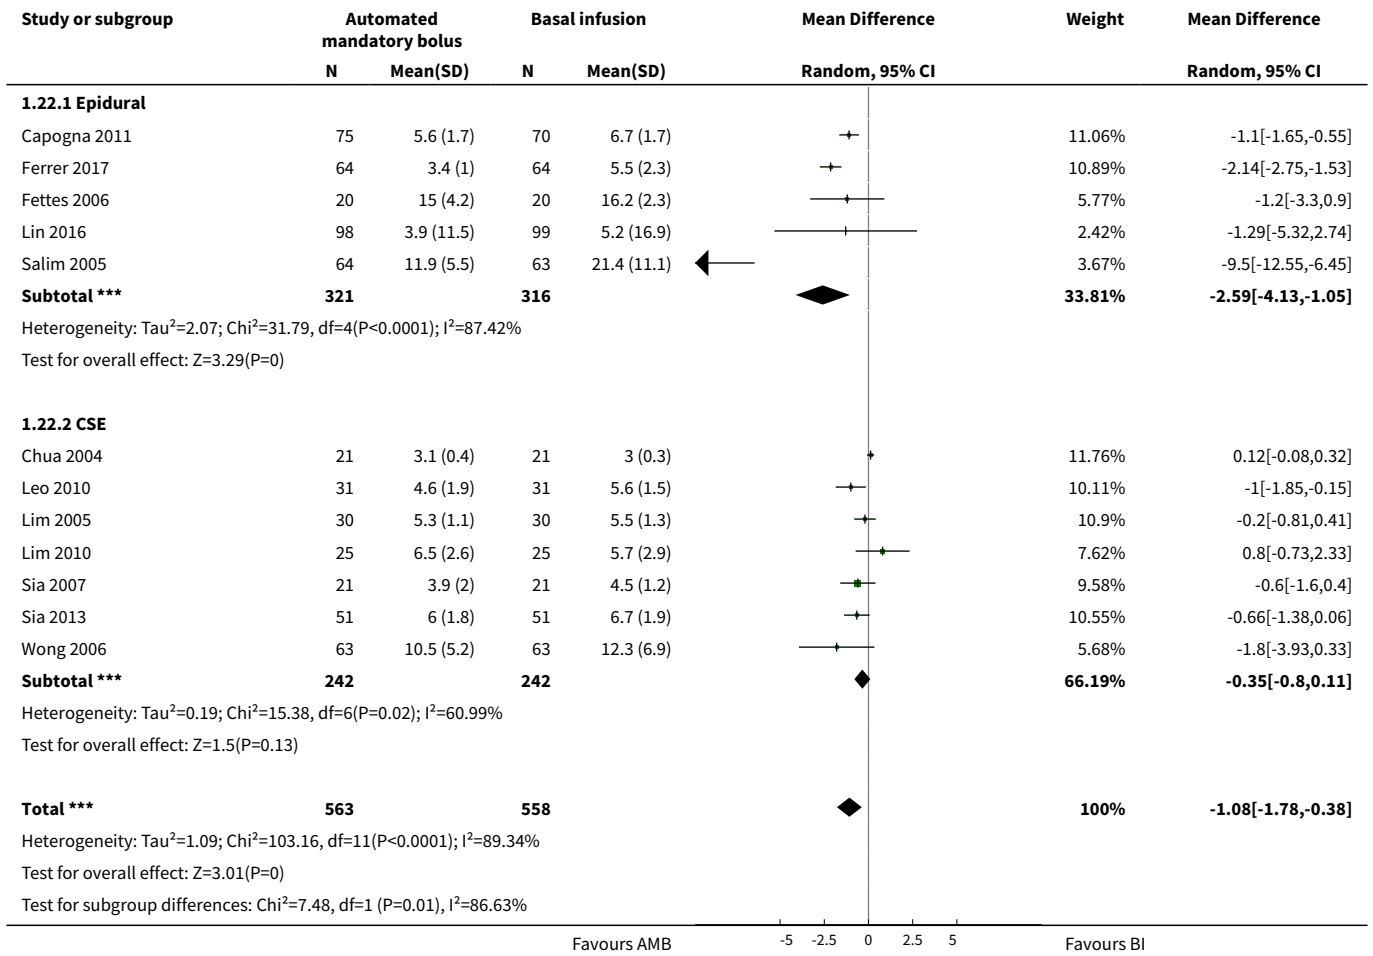 Study or subgroup Automated mandatory bolus Basal infusion Mean Difference Weight Mean Difference
N Mean(SD) N Mean(SD) Random, 95% CI Random, 95% CI
1.22.1 Epidural
Capogna 2011 75 5.6 (1.7) 70 6.7 (1.7) 11.06% -1.1[-1.65,-0.55]
Ferrer 2017 64 3.4 (1) 64 5.5 (2.3) 10.89% -2.14[-2.75,-1.53]
Fettes 2006 20 15 (4.2) 20 16.2 (2.3) 5.77% -1.2[-3.3,0.9]
Lin 2016 98 3.9 (11.5) 99 5.2 (16.9) 2.42% -1.29[-5.32,2.74]
Salim 2005 64 11.9 (5.5) 63 21.4 (11.1) 3.67% -9.5[-12.55,-6.45]
Subtotal *** 321 316 33.81% -2.59[-4.13,-1.05]
Heterogeneity: Tau²=2.07; Chi²=31.79, df=4(P<0.0001); I²=87.42%
Test for overall effect: Z=3.29(P=0)
1.22.2 CSE
Chua 2004 21 3.1 (0.4) 21 3 (0.3) 11.76% 0.12[-0.08,0.32]
Leo 2010 31 4.6 (1.9) 31 5.6 (1.5) 10.11% -1[-1.85,-0.15]
Lim 2005 30 5.3 (1.1) 30 5.5 (1.3) 10.9% -0.2[-0.81,0.41]
Lim 2010 25 6.5 (2.6) 25 5.7 (2.9) 7.62% 0.8[-0.73,2.33]
Sia 2007 21 3.9 (2) 21 4.5 (1.2) 9.58% -0.6[-1.6,0.4]
Sia 2013 51 6 (1.8) 51 6.7 (1.9) 10.55% -0.66[-1.38,0.06]
Wong 2006 63 10.5 (5.2) 63 12.3 (6.9) 5.68% -1.8[-3.93,0.33]
Subtotal *** 242 242 66.19% -0.35[-0.8,0.11]
Heterogeneity: Tau²=0.19; Chi²=15.38, df=6(P=0.02); I²=60.99%
Test for overall effect: Z=1.5(P=0.13)
Total *** 563 558 100% -1.08[-1.78,-0.38]
Heterogeneity: Tau²=1.09; Chi²=103.16, df=11(P<0.0001); I²=89.34%
Test for overall effect: Z=3.01(P=0)
Test for subgroup differences: Chi²=7.48, df=1 (P=0.01), I²=86.63%
Favours AMB -5 -2.5 0 2.5 5 Favours BI